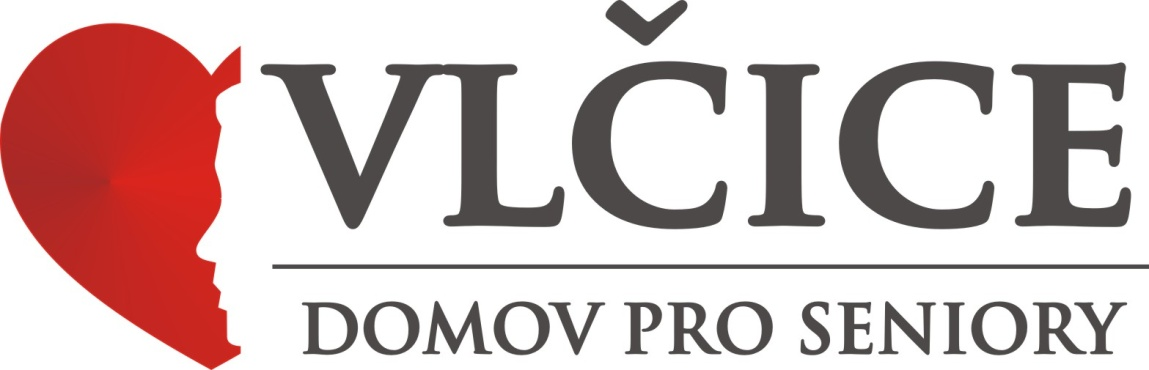 VLČICE
DOMOV PRO SENIORY